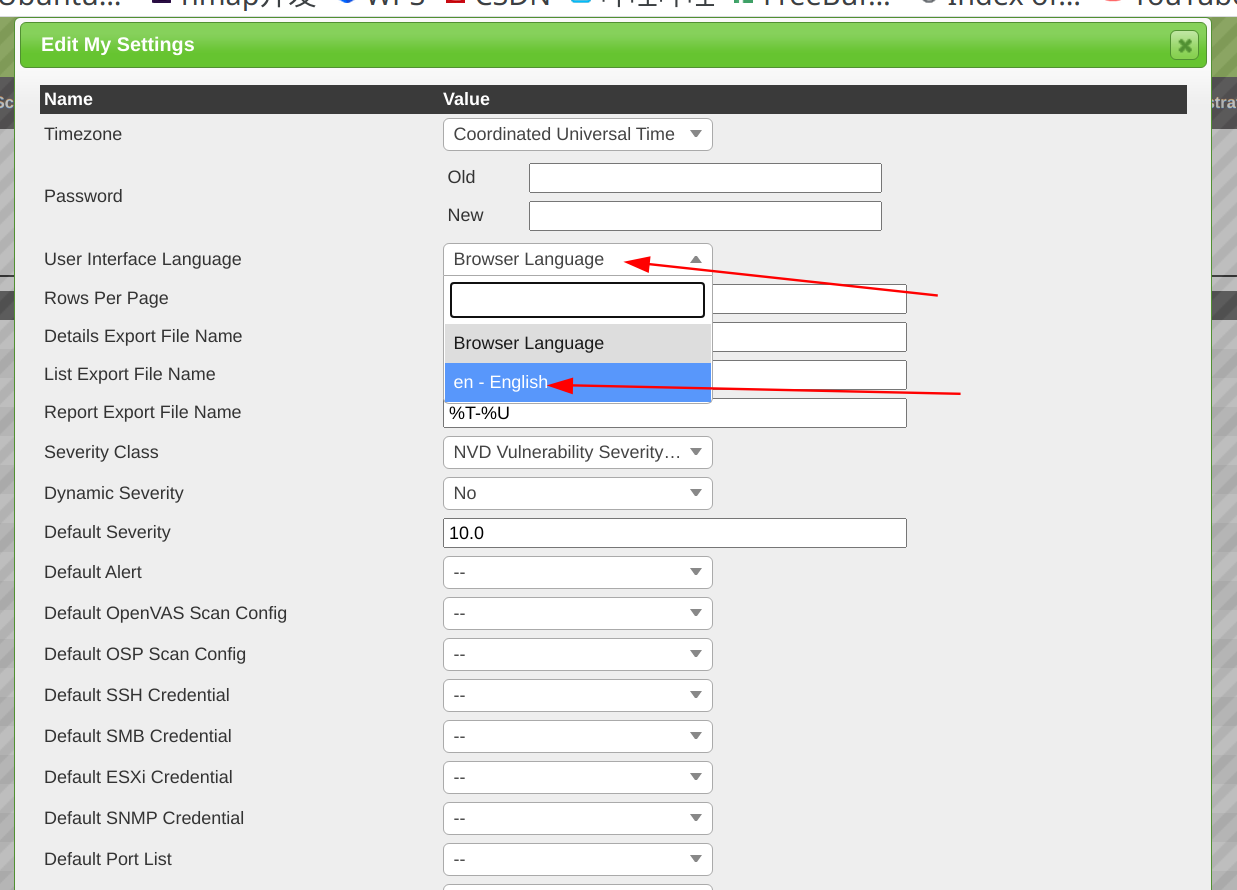 nmap开发 WPS CSDN FreeBuf... Index of...
Edit My Settings
Name Value
Timezone Coordinated Universal Time
Old
Password
New
User Interface Language Browser Language
Rows Per Page
Browser Language
Details Export File Name
List Export File Name en - English
Report Export File Name %T-%U
Severity Class NVD Vulnerability Severity...
Dynamic Severity No
Default Severity 10.0
Default Alert --
Default OpenVAS Scan Config --
Default OSP Scan Config --
Default SSH Credential --
Default SMB Credential --
Default ESXi Credential --
Default SNMP Credential --
Default Port List --